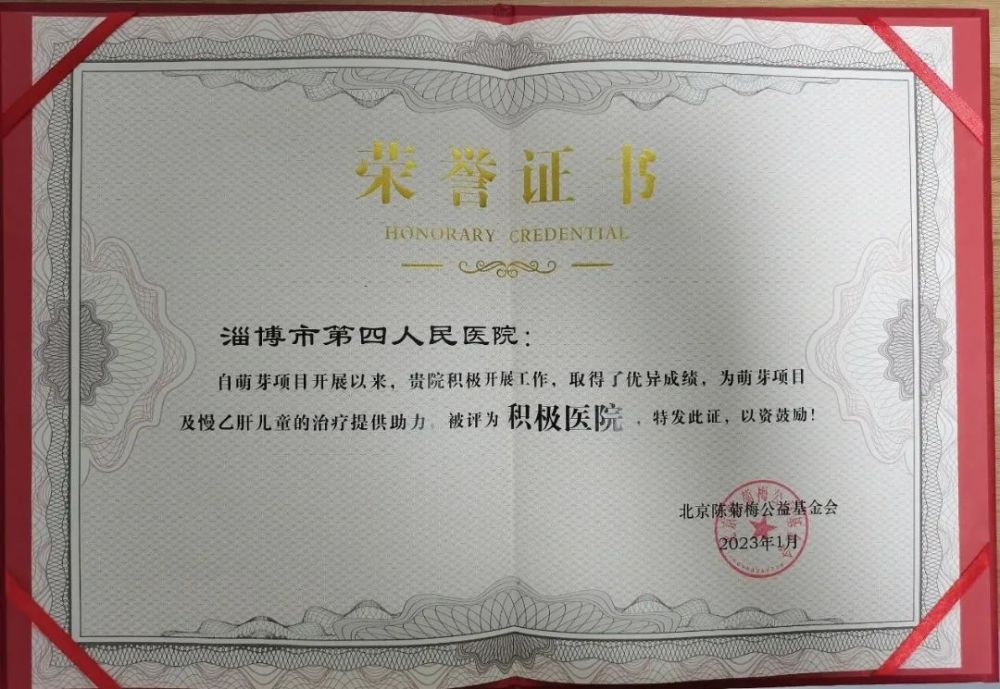 荣誉证书
HONORARY CREDENTIAL
淄博市第四人民医院：
自萌芽项目开展以来，贵院积极开展工作，取得了优异成绩，为萌芽项目
及慢乙肝儿童的治疗提供助力。被评为积极医院，特发此证，以资鼓励！
北京陈菊梅公益基金会
2023年1月